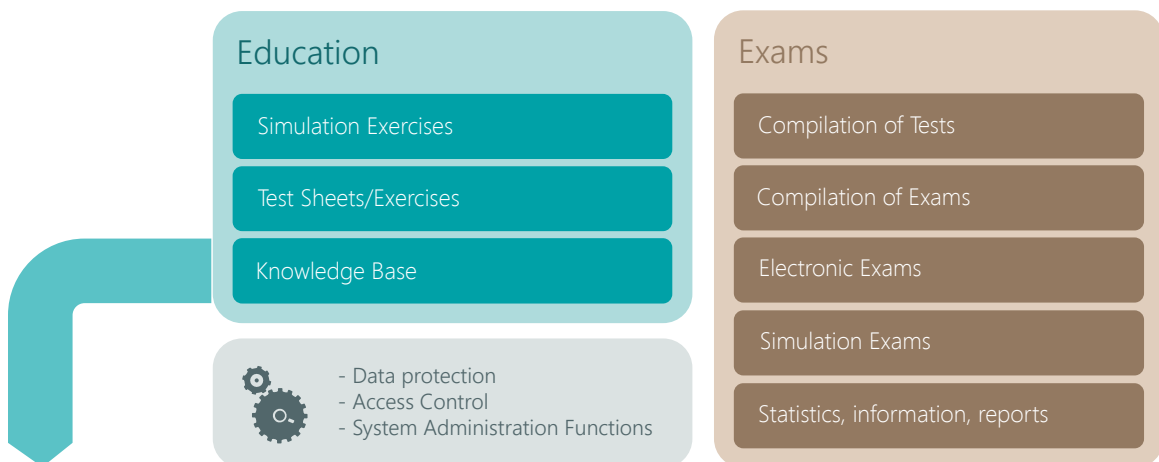 Education
Simulation Exercises
Test Sheets/Exercises
Knowledge Base
- Data protection
- Access Control
- System Administration Functions
Exams
Compilation of Tests
Compilation of Exams
Electronic Exams
Simulation Exams
Statistics, information, reports